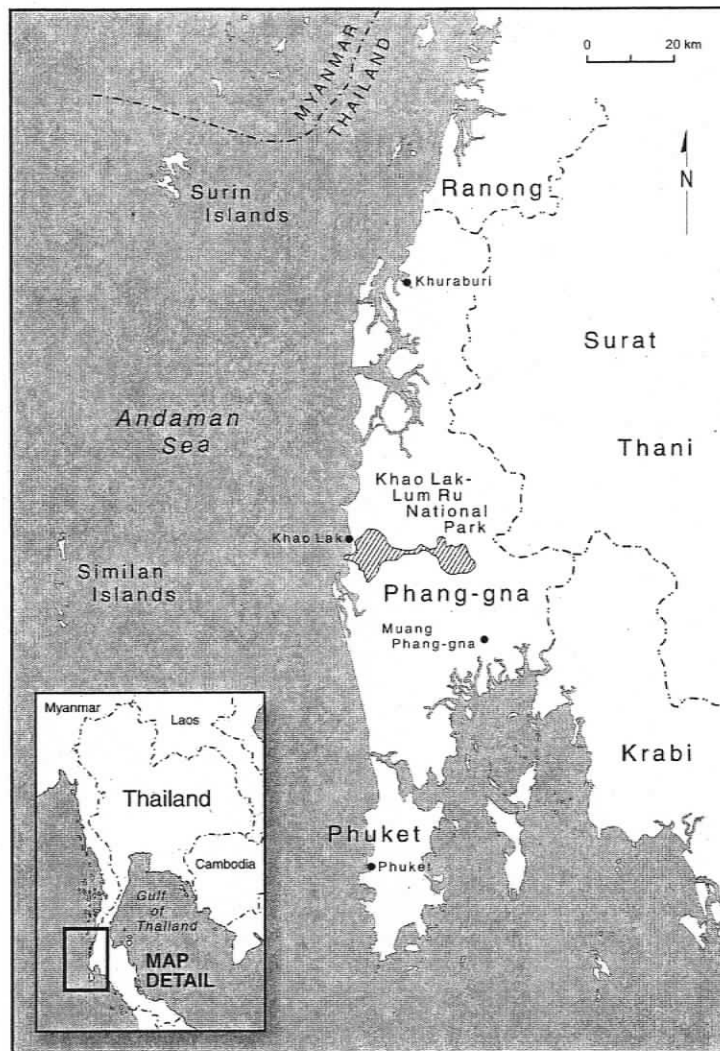 0 20 km
MYANMAR
THAILAND
N
Ranong
Surin
Islands
Khuraburi
Surat
Thani
Andaman
Sea
Khao Lak-
Lum Ru
National
Park
Khao Lak
Similan
Islands
Phang-gna
Muang
Phang-gna
Krabi
Phuket
Phuket
Myanmar
Laos
Thailand
Cambodia
Gulf
of
Thailand
MAP
DETAIL